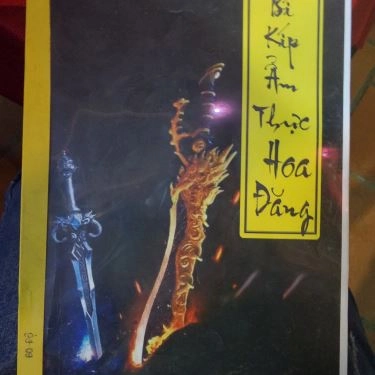 Bí
Kíp
Ẩm
Thực
Hoa
Đăng